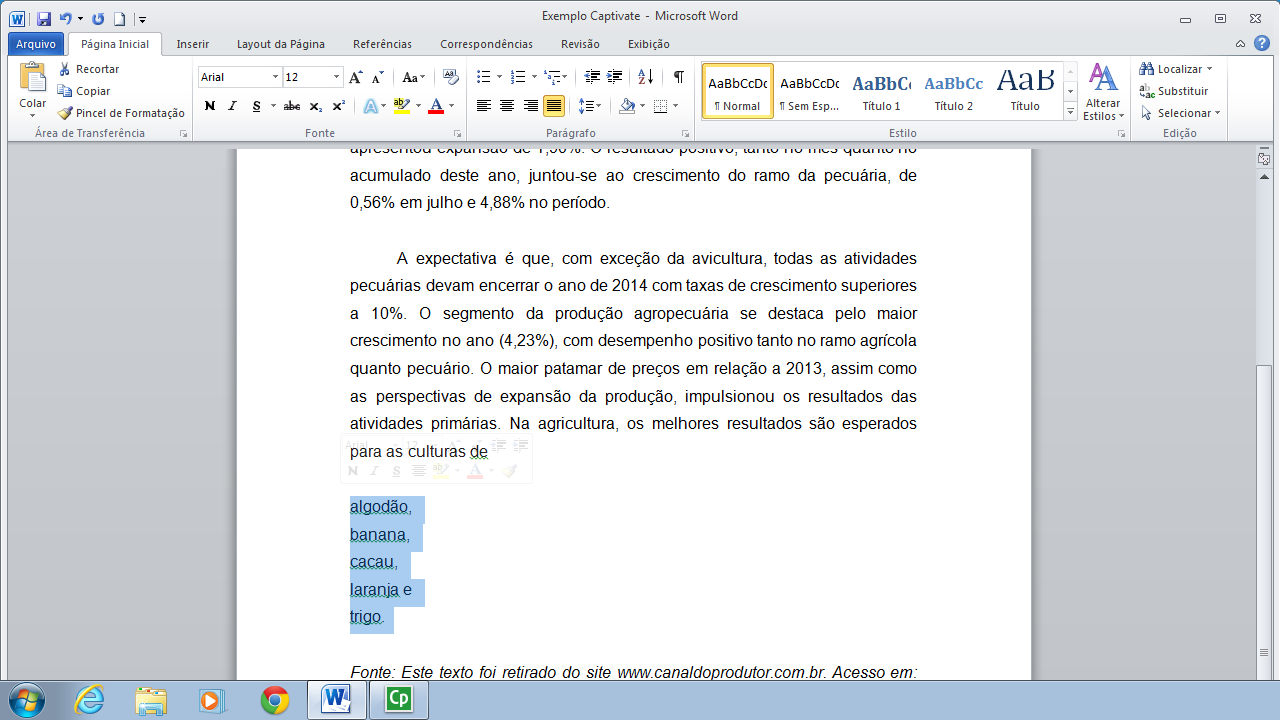 Exemplo Captivate - Microsoft Word
Arquivo Página Inicial Inserir Layout da Página Referências Correspondências Revisão Exibição
Colar
Recortar
Copiar
Pincel de Formatação
Área de Transferência
Arial 12
Fonte
Parágrafo
AaBbCcDc AaBbCcDc AaBbCc AaBbCc AaB
¶ Normal ¶ Sem Esp... Título 1 Título 2 Título
Alterar Estilos
Estilo
Localizar
Substituir
Selecionar
Edição
apresentou expansão de 1,90%. O resultado positivo, tanto no mês quanto no
acumulado deste ano, juntou-se ao crescimento do ramo da pecuária, de
0,56% em julho e 4,88% no período.
A expectativa é que, com exceção da avicultura, todas as atividades
pecuárias devam encerrar o ano de 2014 com taxas de crescimento superiores
a 10%. O segmento da produção agropecuária se destaca pelo maior
crescimento no ano (4,23%), com desempenho positivo tanto no ramo agrícola
quanto pecuário. O maior patamar de preços em relação a 2013, assim como
as perspectivas de expansão da produção, impulsionou os resultados das
atividades primárias. Na agricultura, os melhores resultados são esperados
para as culturas de
algodão,
banana,
cacau,
laranja e
trigo.
Fonte: Este texto foi retirado do site www.canaldoprodutor.com.br. Acesso em: